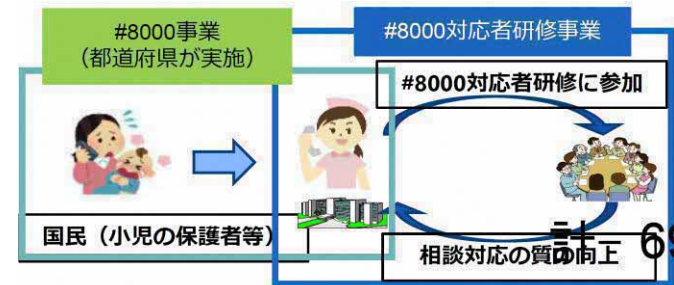 #8000事業
(都道府県が実施)
#8000対応者研修事業
#8000対応者研修に参加
国民（小児の保護者等）
相談対応の質の向上
計 69